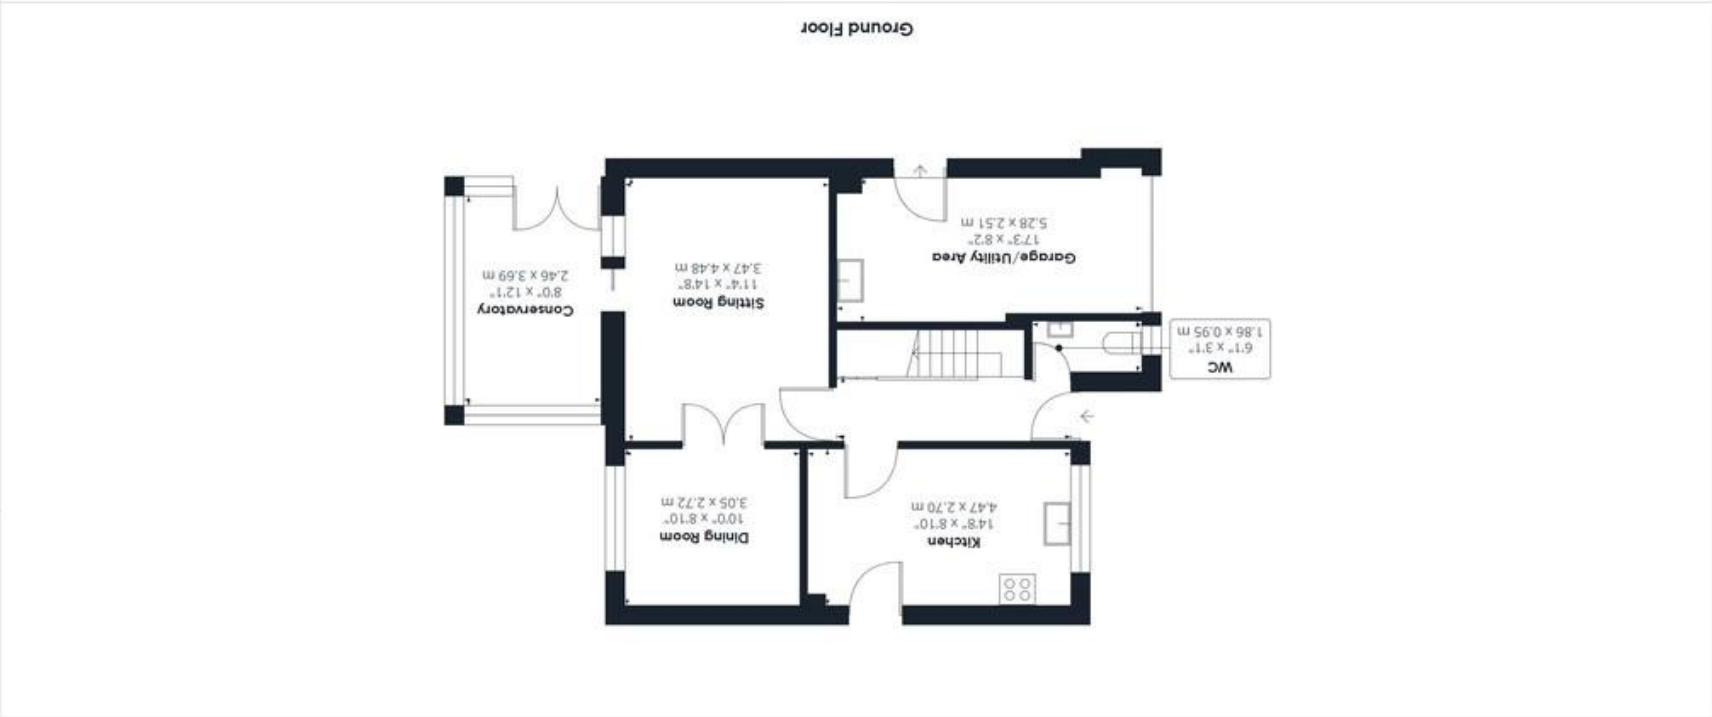 Kitchen
14'8" x 8'10"
4.47 x 2.70 m
Dining Room
10'0" x 8'10"
3.05 x 2.72 m
WC
6'1" x 3'1"
1.86 x 0.95 m
Sitting Room
11'4" x 14'8"
3.47 x 4.48 m
Conservatory
8'0" x 12'1"
2.46 x 3.69 m
Garage/Utility Area
17'3" x 8'2"
5.28 x 2.51 m
Ground Floor